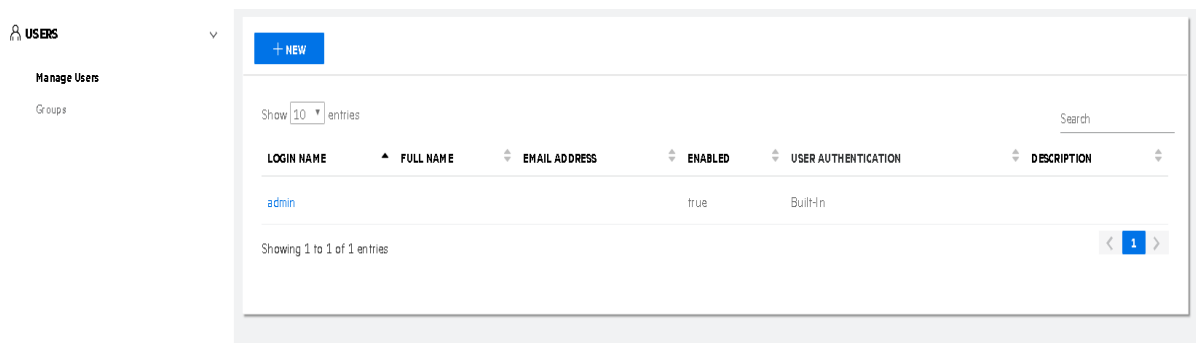 USERS
Manage Users
Groups
+ NEW
Show 10 entries
Search
LOGIN NAME FULL NAME EMAIL ADDRESS ENABLED USER AUTHENTICATION DESCRIPTION
admin true Built-In
Showing 1 to 1 of 1 entries
1